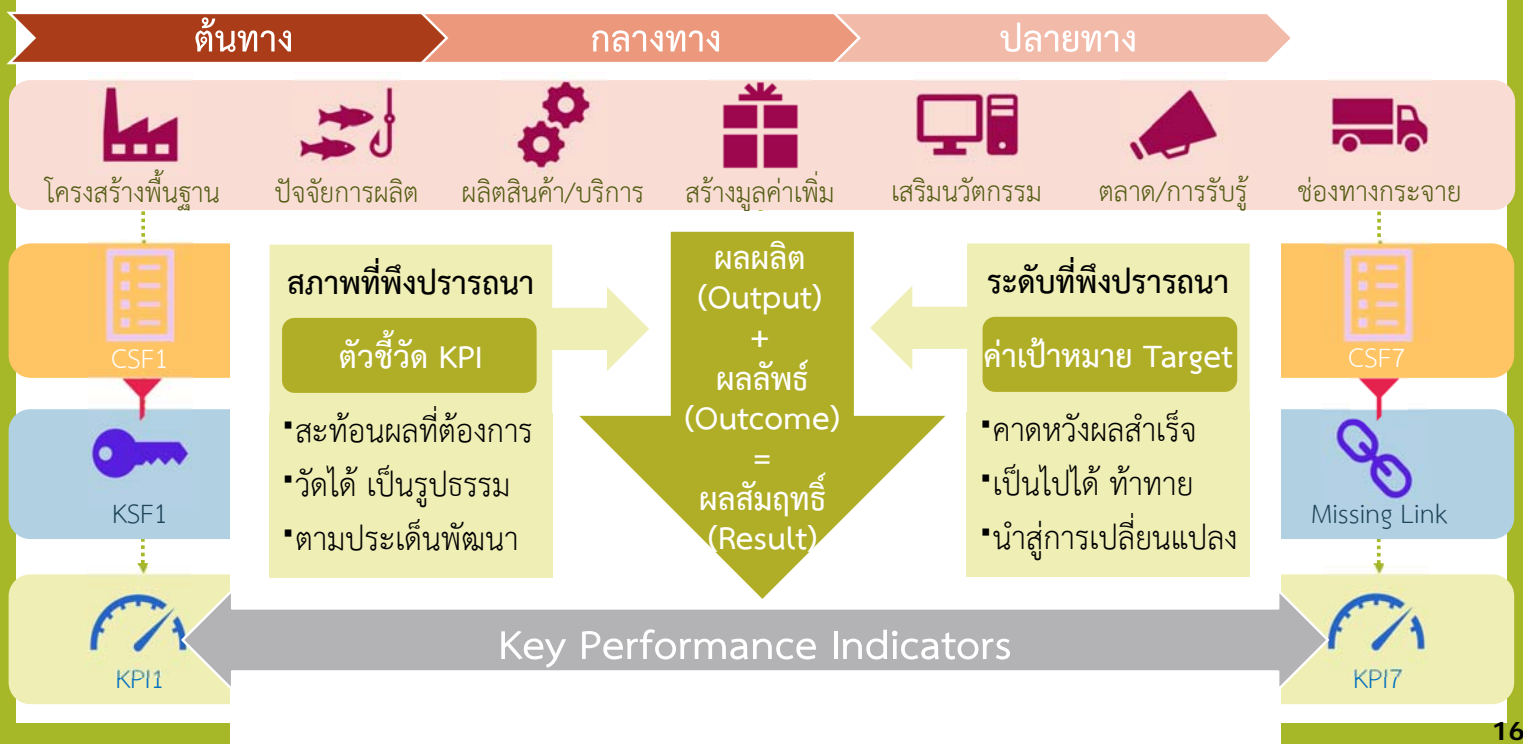 ต้นทาง
กลางทาง
ปลายทาง
โครงสร้างพื้นฐาน
ปัจจัยการผลิต
ผลิตสินค้า/บริการ
สร้างมูลค่าเพิ่ม
เสริมนวัตกรรม
ตลาด/การรับรู้
ช่องทางกระจาย
CSF1
KSF1
KPI1
สภาพที่พึงปรารถนา
ตัวชี้วัด KPI
▪สะท้อนผลที่ต้องการ
▪วัดได้ เป็นรูปธรรม
▪ตามประเด็นพัฒนา
ผลผลิต
(Output)
+
ผลลัพธ์
(Outcome)
=
ผลสัมฤทธิ์
(Result)
ระดับที่พึงปรารถนา
ค่าเป้าหมาย Target
▪คาดหวังผลสำเร็จ
▪เป็นไปได้ ท้าทาย
▪นำสู่การเปลี่ยนแปลง
CSF7
Missing Link
KPI7
Key Performance Indicators
16